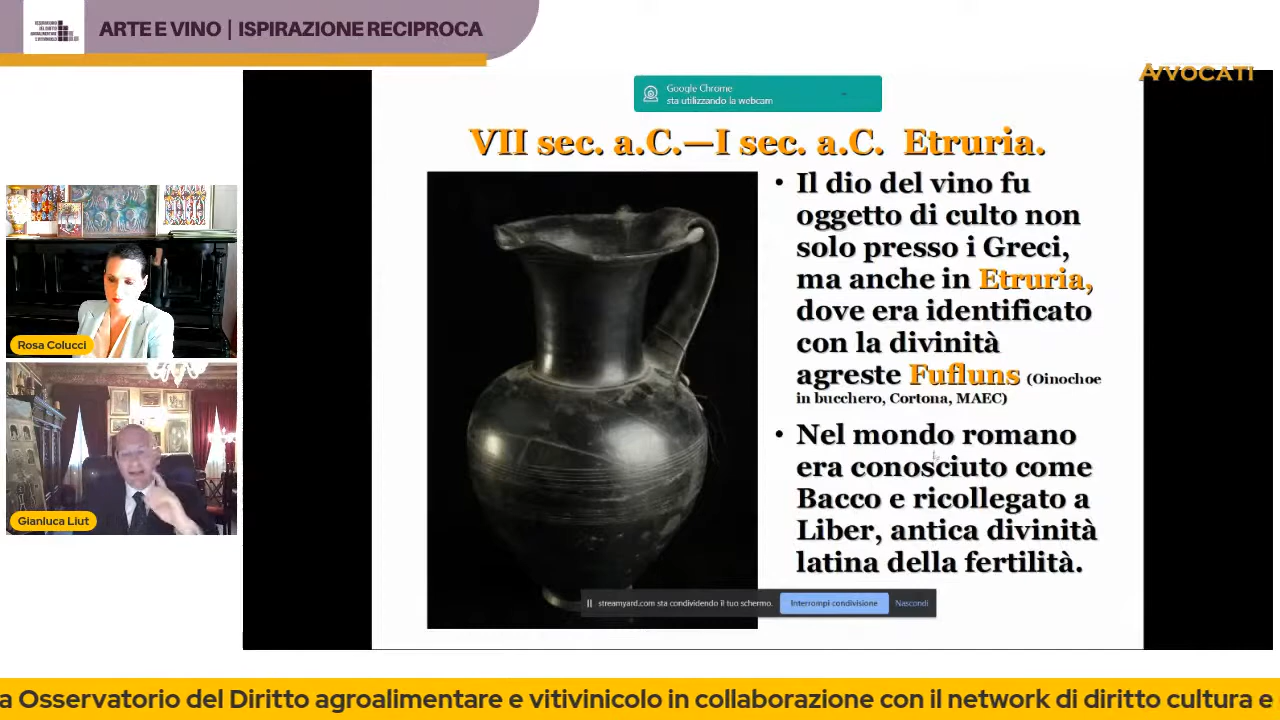 ARTE E VINO | ISPIRAZIONE RECIPROCA
AVVOCATI
Google Chrome
sta utilizzando la webcam
VII sec. a.C.—I sec. a.C. Etruria.
• Il dio del vino fu
oggetto di culto non
solo presso i Greci,
ma anche in Etruria,
dove era identificato
con la divinità
agreste Fufluns (Oinochoe
in bucchero, Cortona, MAEC)
• Nel mondo romano
era conosciuto come
Bacco e ricollegato a
Liber, antica divinità
latina della fertilità.
Rosa Colucci
Gianluca Liut
streamyard.com sta condividendo il tuo schermo.
Interrompi condivisione
Nascondi
a Osservatorio del Diritto agroalimentare e vitivinicolo in collaborazione con il network di diritto cultura e